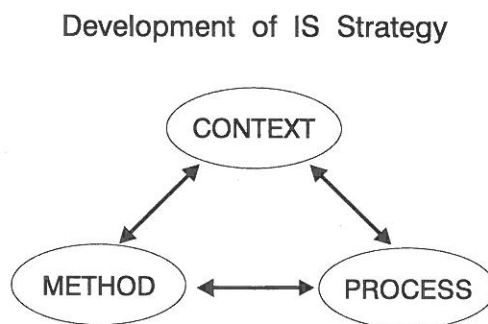 Development of IS Strategy
CONTEXT
METHOD
PROCESS